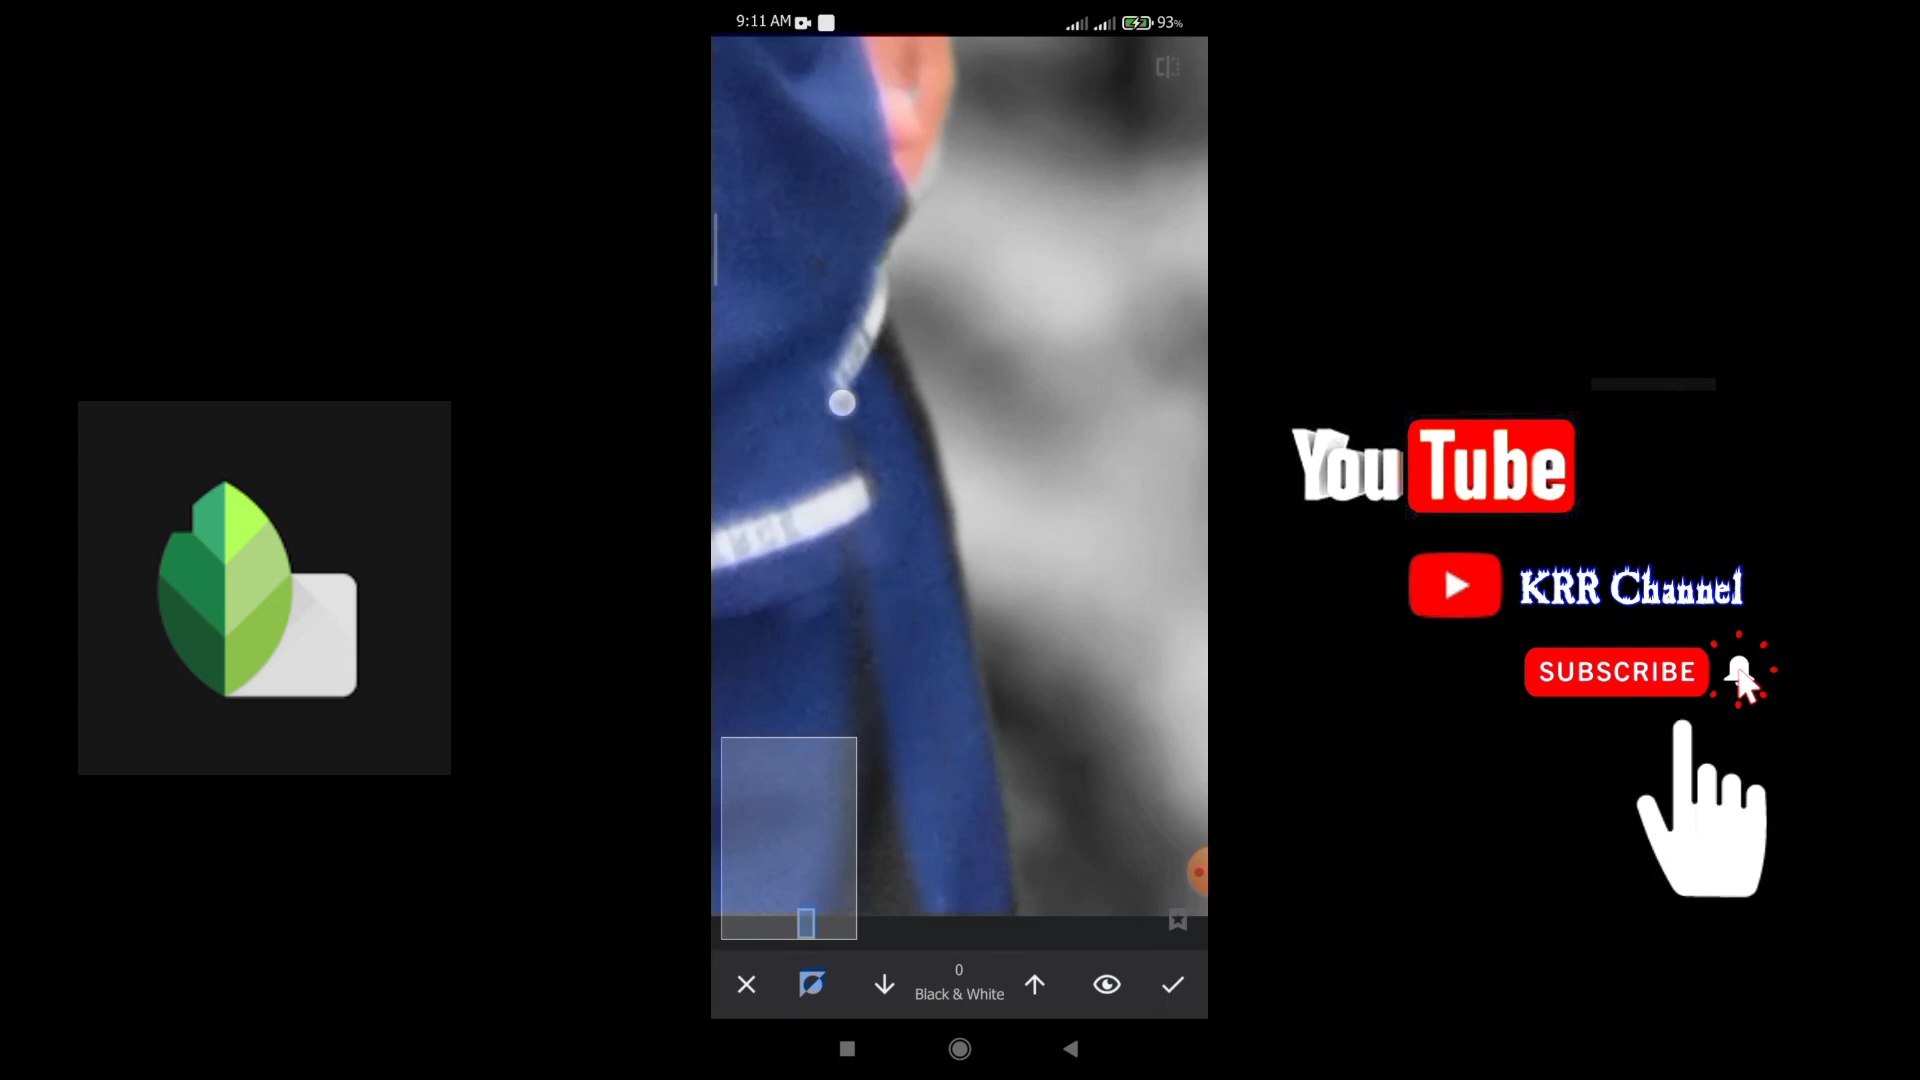 9:11 AM
93%
YouTube
KRR Channel
SUBSCRIBE
0
Black & White